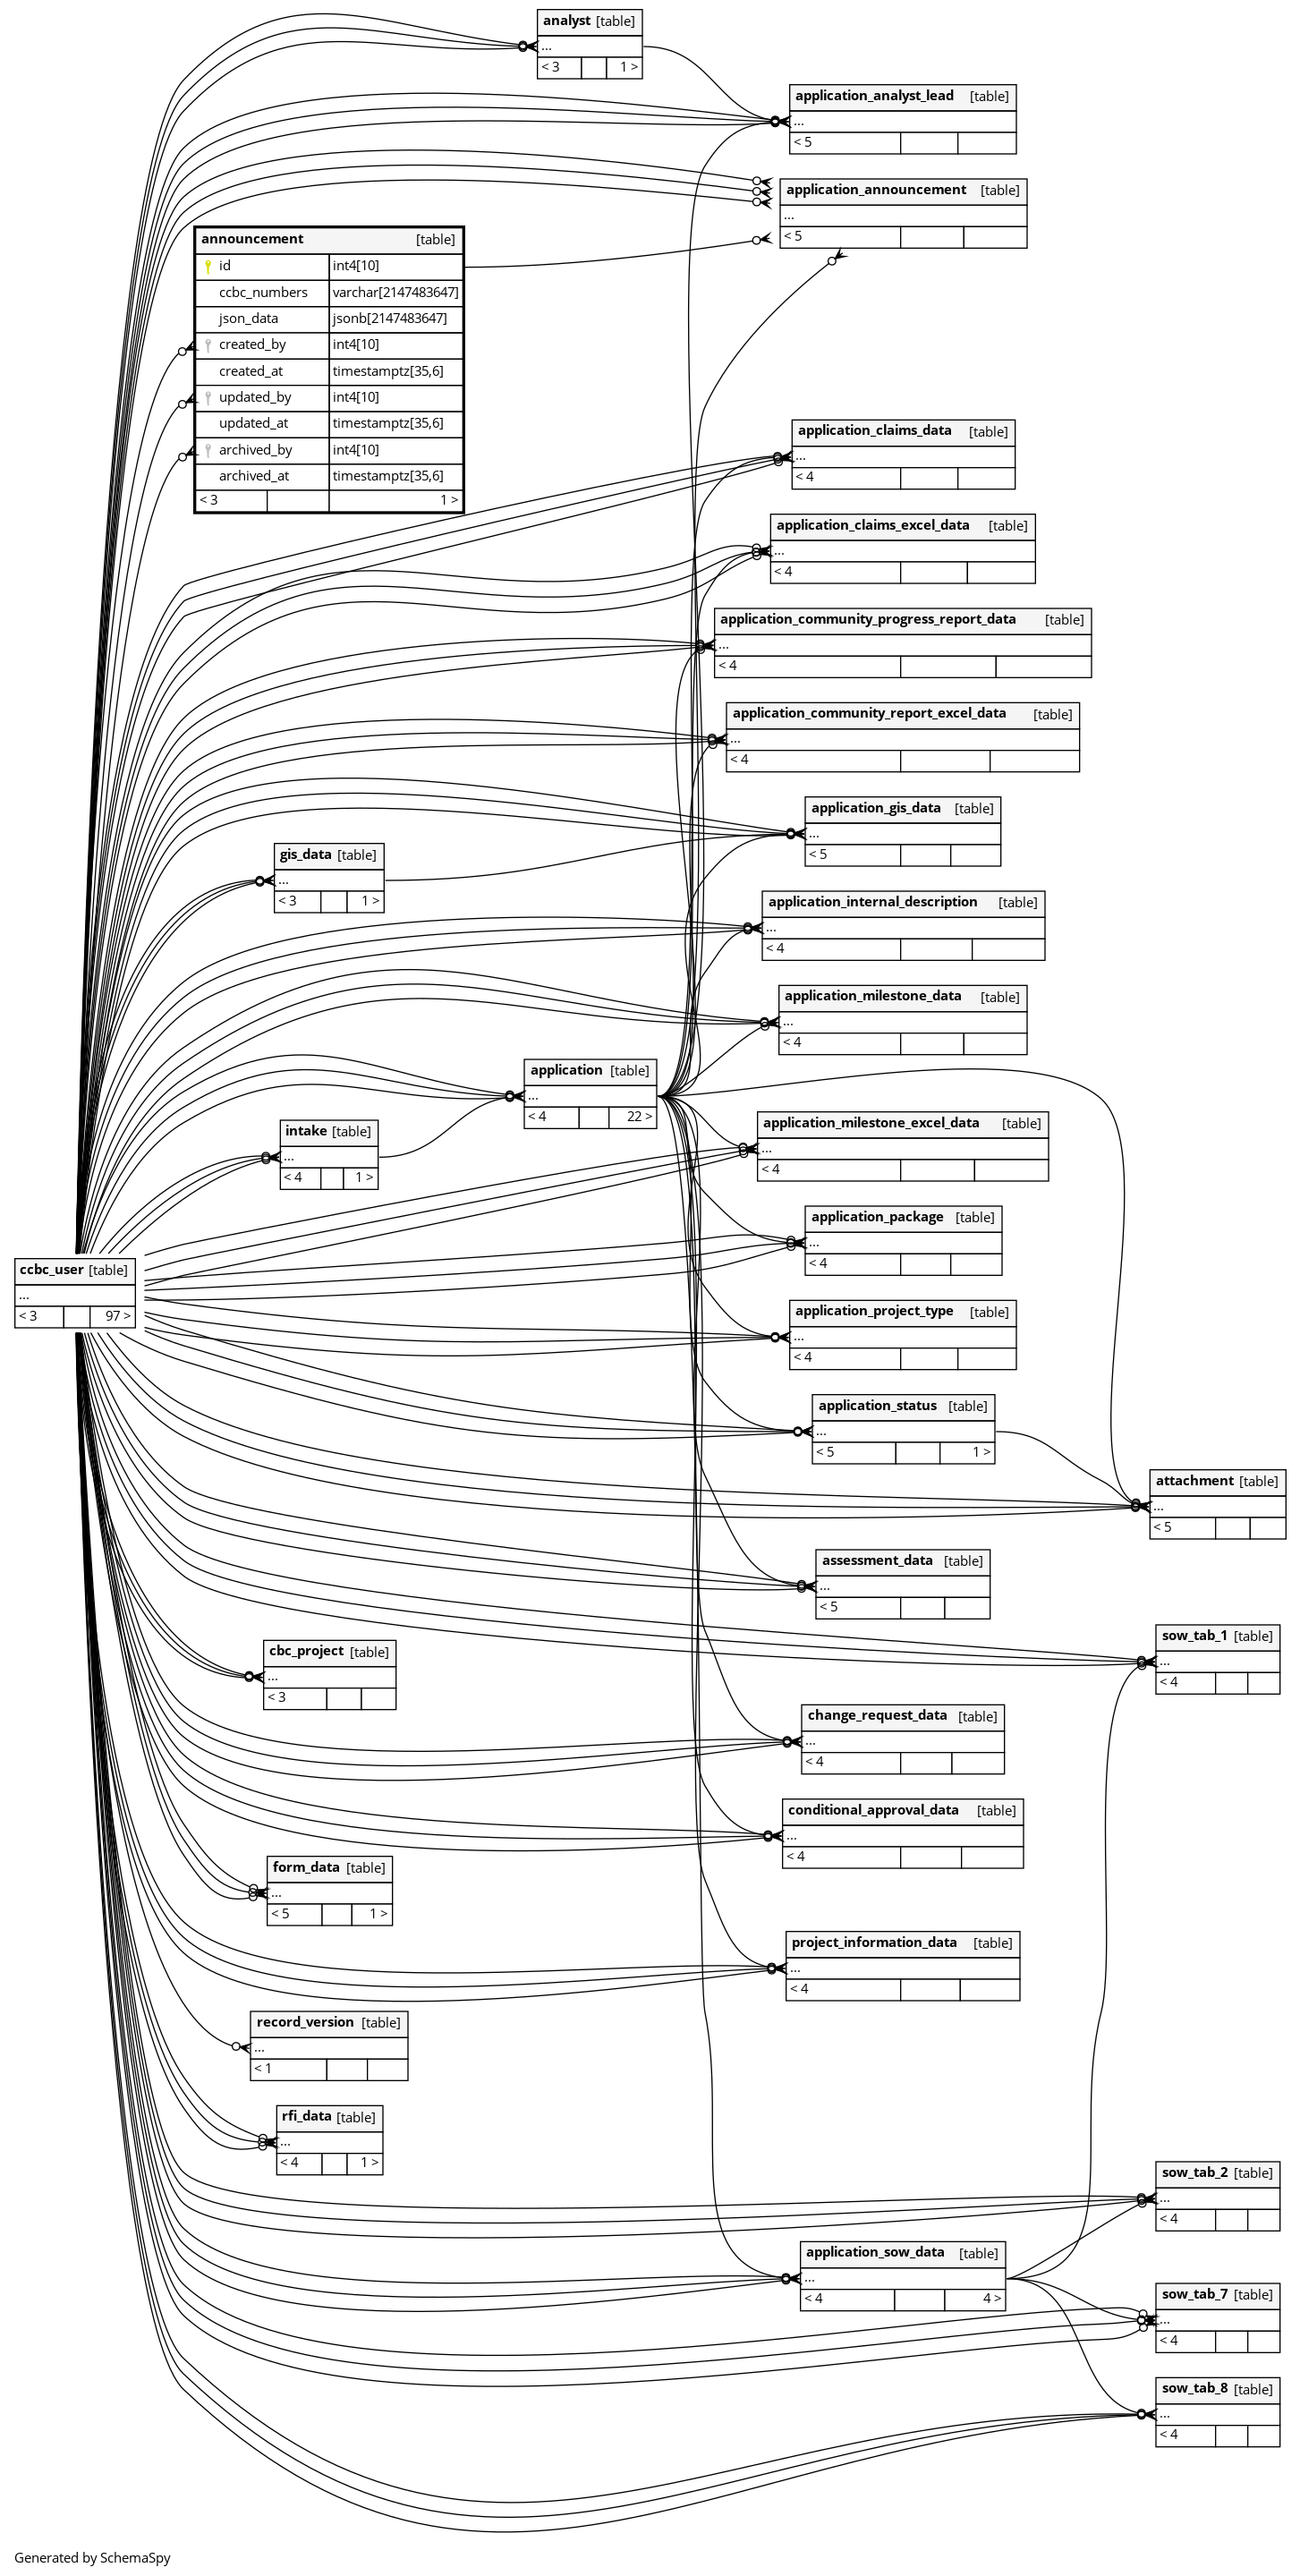 analyst [table]
...
< 3 1 >
application_analyst_lead [table]
...
< 5
application_announcement [table]
...
< 5
announcement [table]
id int4[10]
ccbc_numbers varchar[2147483647]
json_data jsonb[2147483647]
created_by int4[10]
created_at timestamptz[35,6]
updated_by int4[10]
updated_at timestamptz[35,6]
archived_by int4[10]
archived_at timestamptz[35,6]
< 3 1 >
application_claims_data [table]
...
< 4
application_claims_excel_data [table]
...
< 4
application_community_progress_report_data [table]
...
< 4
application_community_report_excel_data [table]
...
< 4
application_gis_data [table]
...
< 5
gis_data [table]
...
< 3 1 >
application_internal_description [table]
...
< 4
application_milestone_data [table]
...
< 4
application [table]
...
< 4 22 >
intake [table]
...
< 4 1 >
application_milestone_excel_data [table]
...
< 4
application_package [table]
...
< 4
ccbc_user [table]
...
< 3 97 >
application_project_type [table]
...
< 4
application_status [table]
...
< 5 1 >
attachment [table]
...
< 5
assessment_data [table]
...
< 5
sow_tab_1 [table]
...
< 4
cbc_project [table]
...
< 3
change_request_data [table]
...
< 4
conditional_approval_data [table]
...
< 4
form_data [table]
...
< 5 1 >
project_information_data [table]
...
< 4
record_version [table]
...
< 1
rfi_data [table]
...
< 4 1 >
sow_tab_2 [table]
...
< 4
application_sow_data [table]
...
< 4 4 >
sow_tab_7 [table]
...
< 4
sow_tab_8 [table]
...
< 4
Generated by SchemaSpy